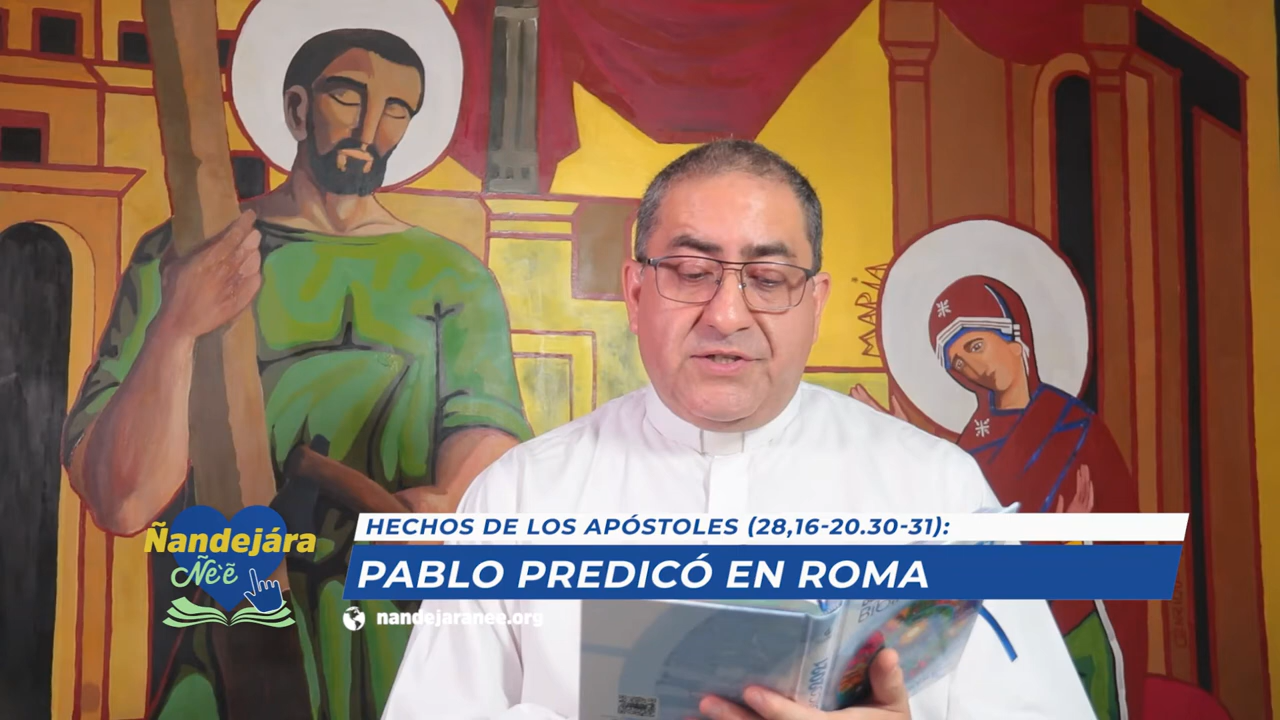 MARIA
HECHOS DE LOS APÓSTOLES (28,16-20.30-31):
Ñandejára
Ñe'ẽ
PABLO PREDICÓ EN ROMA
nandejaranee.org